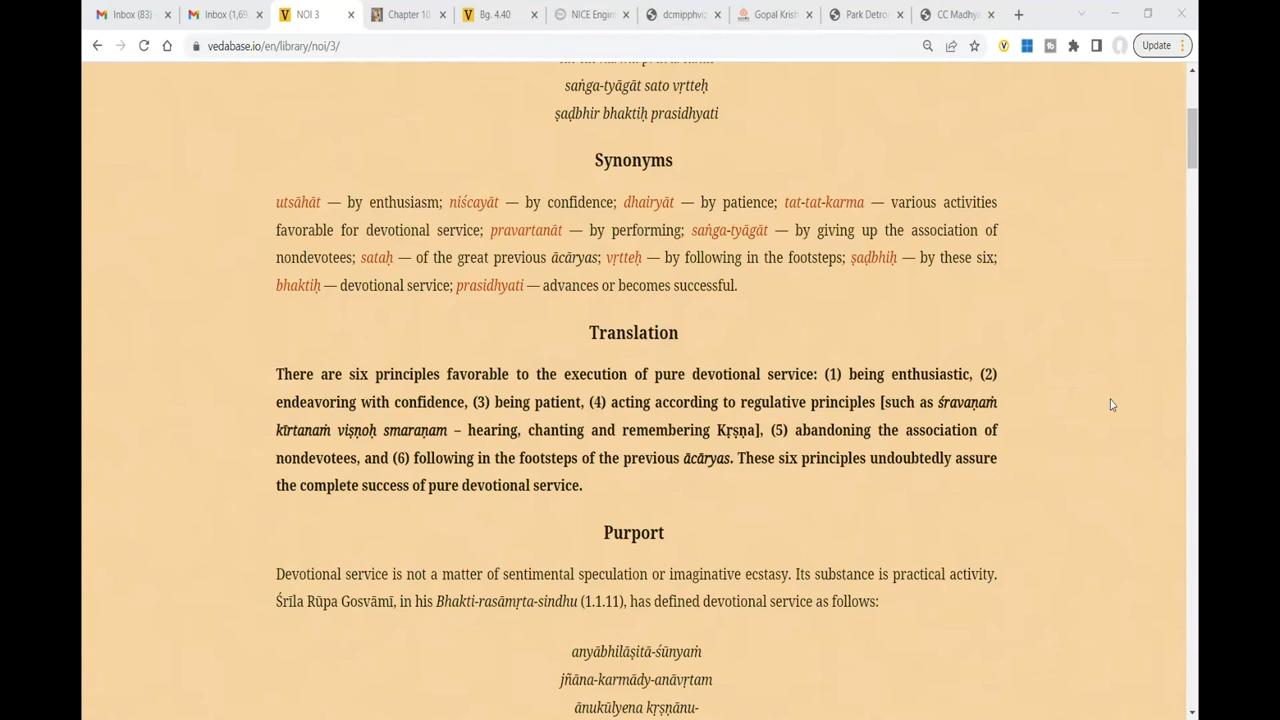 Inbox (83)
Inbox (1,69
NOI 3
Chapter 10
Bg. 4.40
NICE Engin
dcmipphviz
Gopal Krish
Park Detroi
CC Madhya
vedabase.io/en/library/noi/3/
Update
saṅga-tyāgāt sato vṛtteḥ
ṣaḍbhir bhaktiḥ prasidhyati
Synonyms
utsāhāt — by enthusiasm; niścayāt — by confidence; dhairyāt — by patience; tat-tat-karma — various activities
favorable for devotional service; pravartanāt — by performing; saṅga-tyāgāt — by giving up the association of
nondevotees; sataḥ — of the great previous ācāryas; vṛtteḥ — by following in the footsteps; ṣaḍbhiḥ — by these six;
bhaktiḥ — devotional service; prasidhyati — advances or becomes successful.
Translation
There are six principles favorable to the execution of pure devotional service: (1) being enthusiastic, (2)
endeavoring with confidence, (3) being patient, (4) acting according to regulative principles [such as śravaṇaṁ
kīrtanaṁ viṣṇoḥ smaraṇam – hearing, chanting and remembering Kṛṣṇa], (5) abandoning the association of
nondevotees, and (6) following in the footsteps of the previous ācāryas. These six principles undoubtedly assure
the complete success of pure devotional service.
Purport
Devotional service is not a matter of sentimental speculation or imaginative ecstasy. Its substance is practical activity.
Śrīla Rūpa Gosvāmī, in his Bhakti-rasāmṛta-sindhu (1.1.11), has defined devotional service as follows:
anyābhilāṣitā-śūnyaṁ
jñāna-karmādy-anāvṛtam
ānukūlyena kṛṣṇānu-